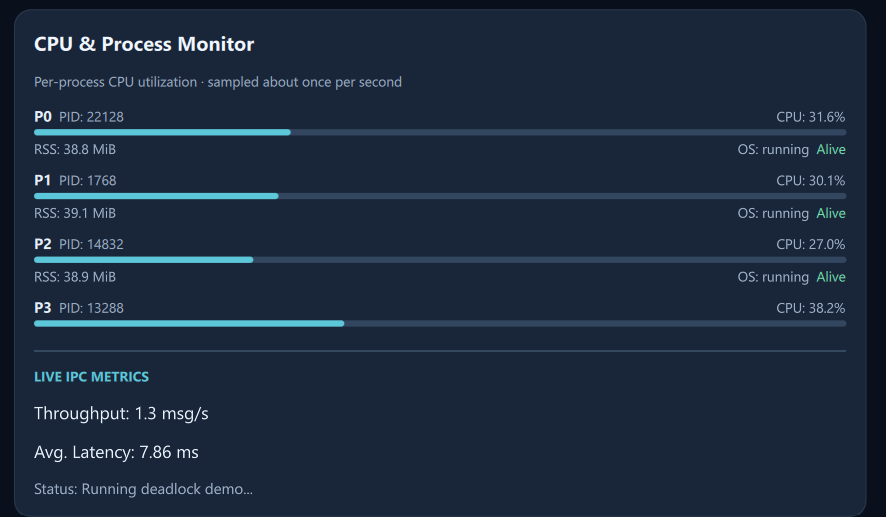 CPU & Process Monitor
Per-process CPU utilization · sampled about once per second
P0 PID: 22128 CPU: 31.6%
RSS: 38.8 MiB OS: running Alive
P1 PID: 1768 CPU: 30.1%
RSS: 39.1 MiB OS: running Alive
P2 PID: 14832 CPU: 27.0%
RSS: 38.9 MiB OS: running Alive
P3 PID: 13288 CPU: 38.2%
LIVE IPC METRICS
Throughput: 1.3 msg/s
Avg. Latency: 7.86 ms
Status: Running deadlock demo...